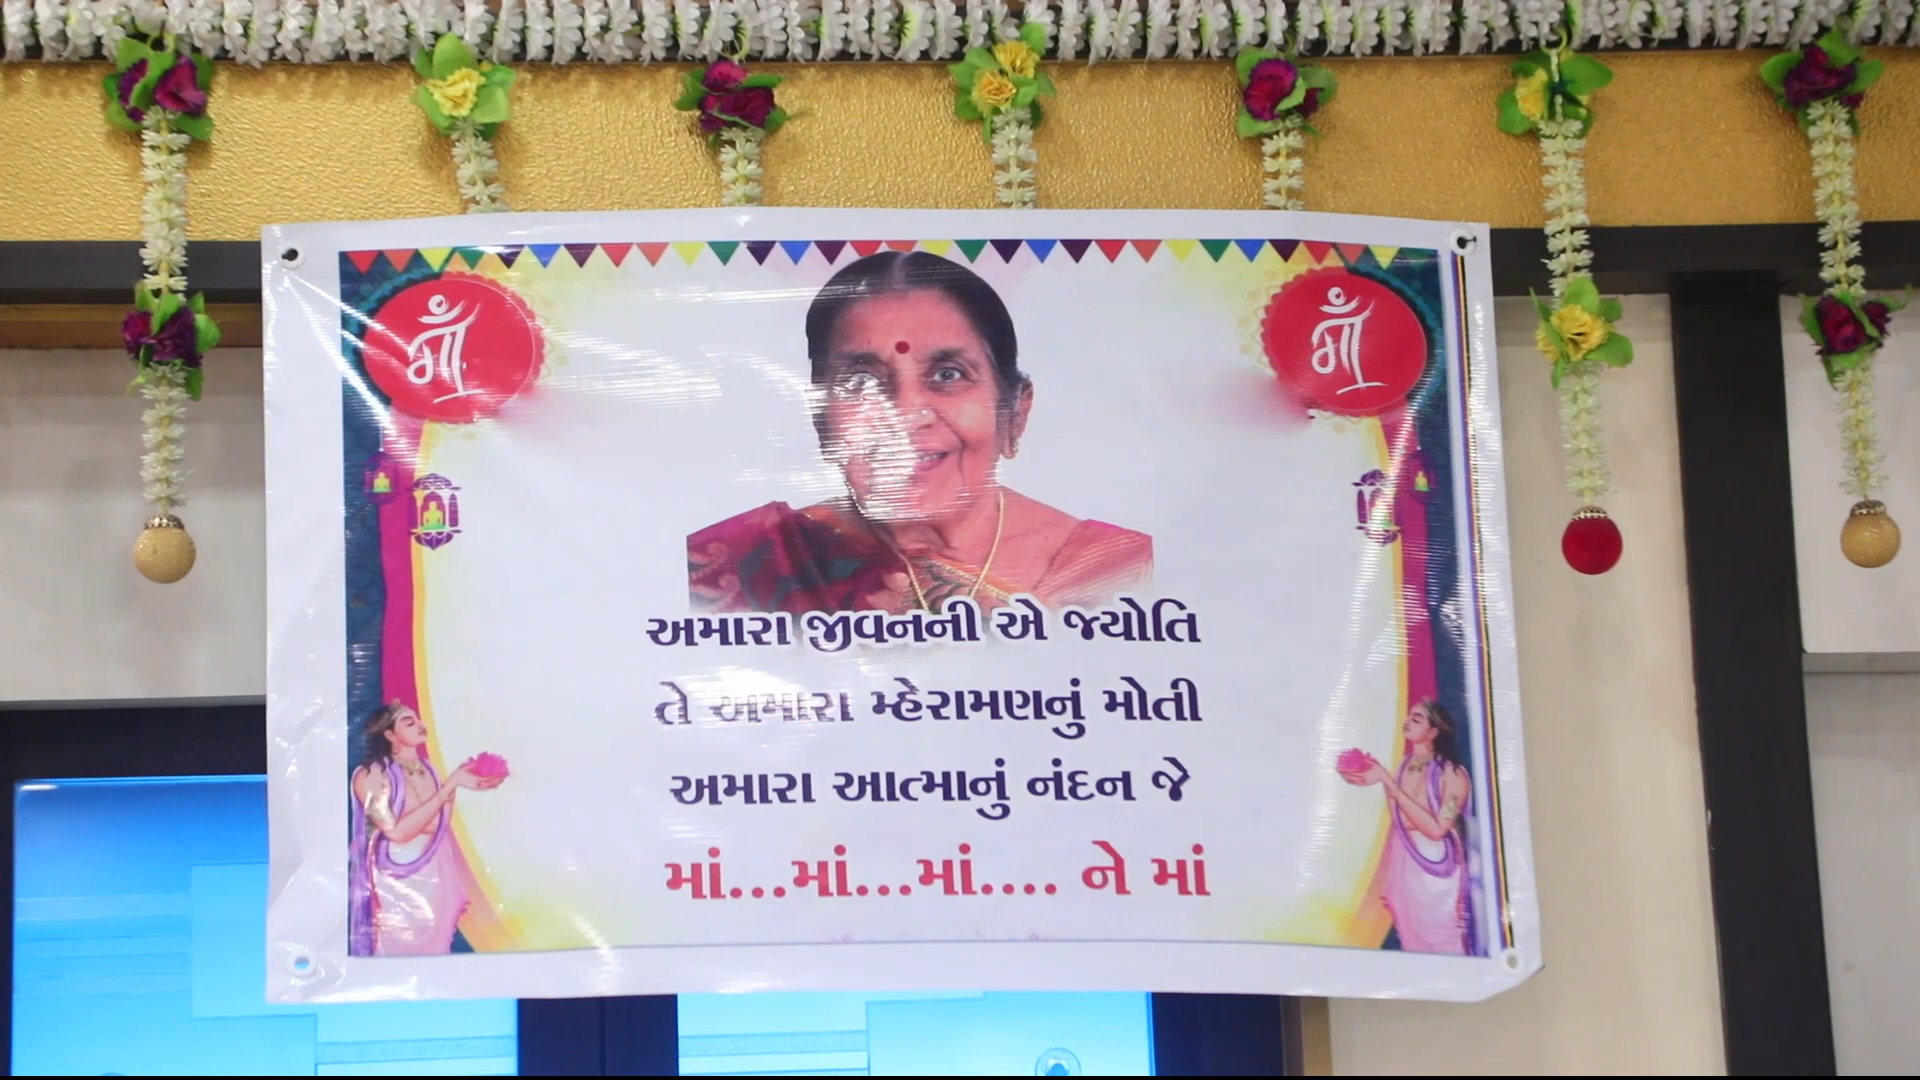 માઁ
માઁ
અમારા જીવનની એ જ્યોતિ
તે અમારા મ્હેરામણનું મોતી
અમારા આત્માનું નંદન જે
માં...માં...માં.... ને માં